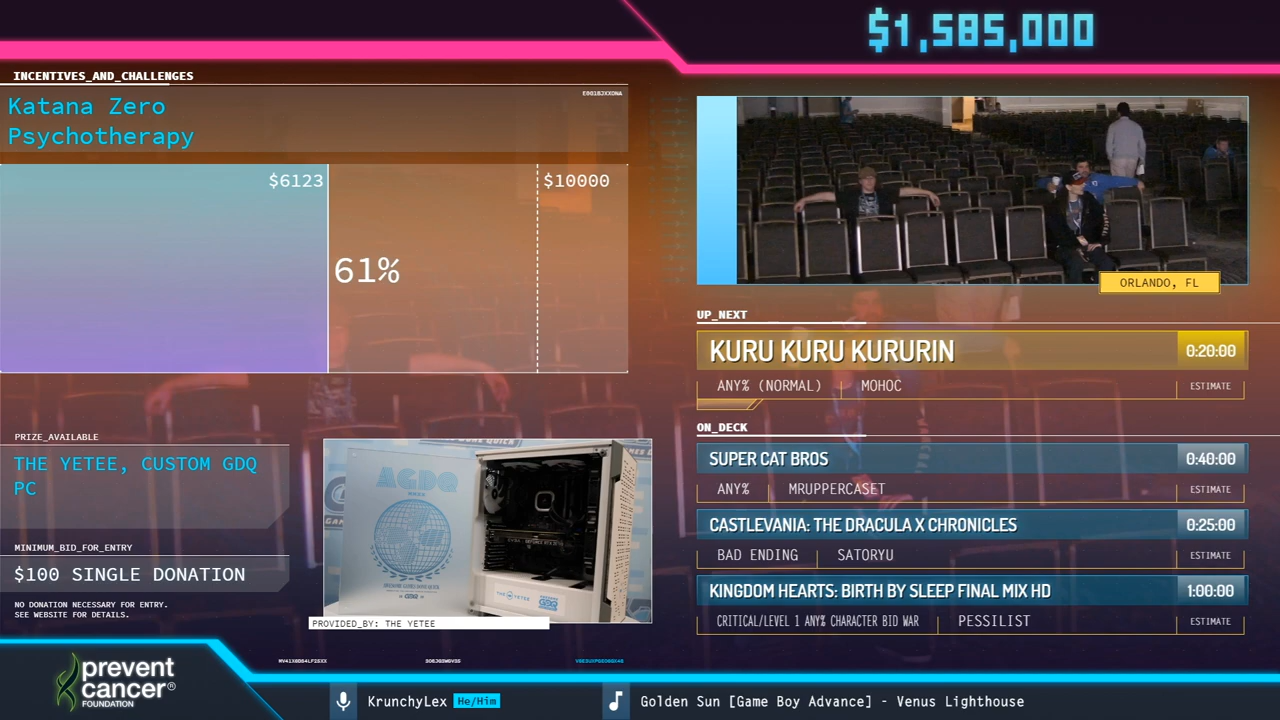 $1,585,000
INCENTIVES_AND_CHALLENGES
Katana Zero
Psychotherapy
$6123
$10000
61%
ORLANDO, FL
UP_NEXT
KURU KURU KURURIN 0:20:00
ANY% (NORMAL) MOHOC ESTIMATE
ON_DECK
SUPER CAT BROS 0:40:00
ANY% MRUPPERCASET ESTIMATE
CASTLEVANIA: THE DRACULA X CHRONICLES 0:25:00
BAD ENDING SATORYU ESTIMATE
KINGDOM HEARTS: BIRTH BY SLEEP FINAL MIX HD 1:00:00
CRITICAL/LEVEL 1 ANY% CHARACTER BID WAR PESSILIST ESTIMATE
PRIZE_AVAILABLE
THE YETEE, CUSTOM GDQ
PC
MINIMUM_BID_FOR_ENTRY
$100 SINGLE DONATION
NO DONATION NECESSARY FOR ENTRY.
SEE WEBSITE FOR DETAILS.
AGDQ
PROVIDED_BY: THE YETEE
prevent
cancer®
FOUNDATION
KrunchyLex He/Him
Golden Sun [Game Boy Advance] - Venus Lighthouse